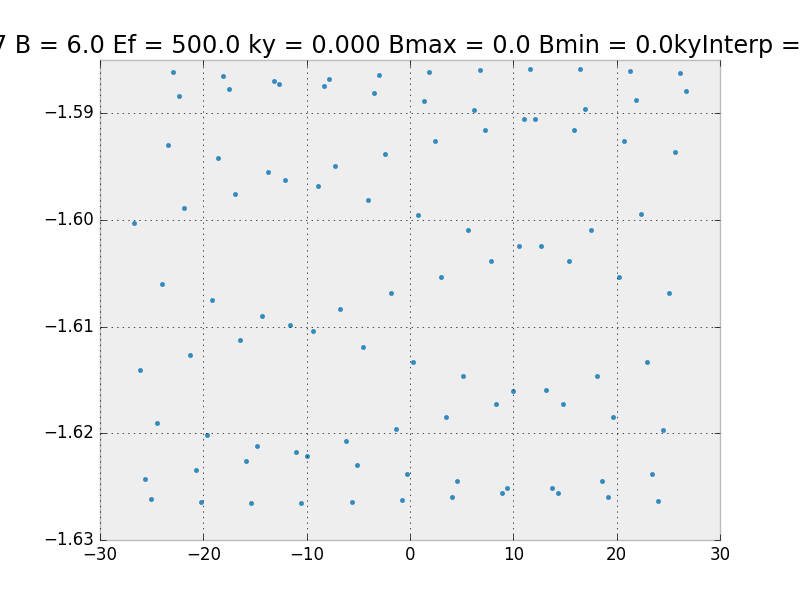 7 B = 6.0 Ef = 500.0 ky = 0.000 Bmax = 0.0 Bmin = 0.0kyInterp =
−1.59
−1.60
−1.61
−1.62
−1.63
−30 −20 −10 0 10 20 30